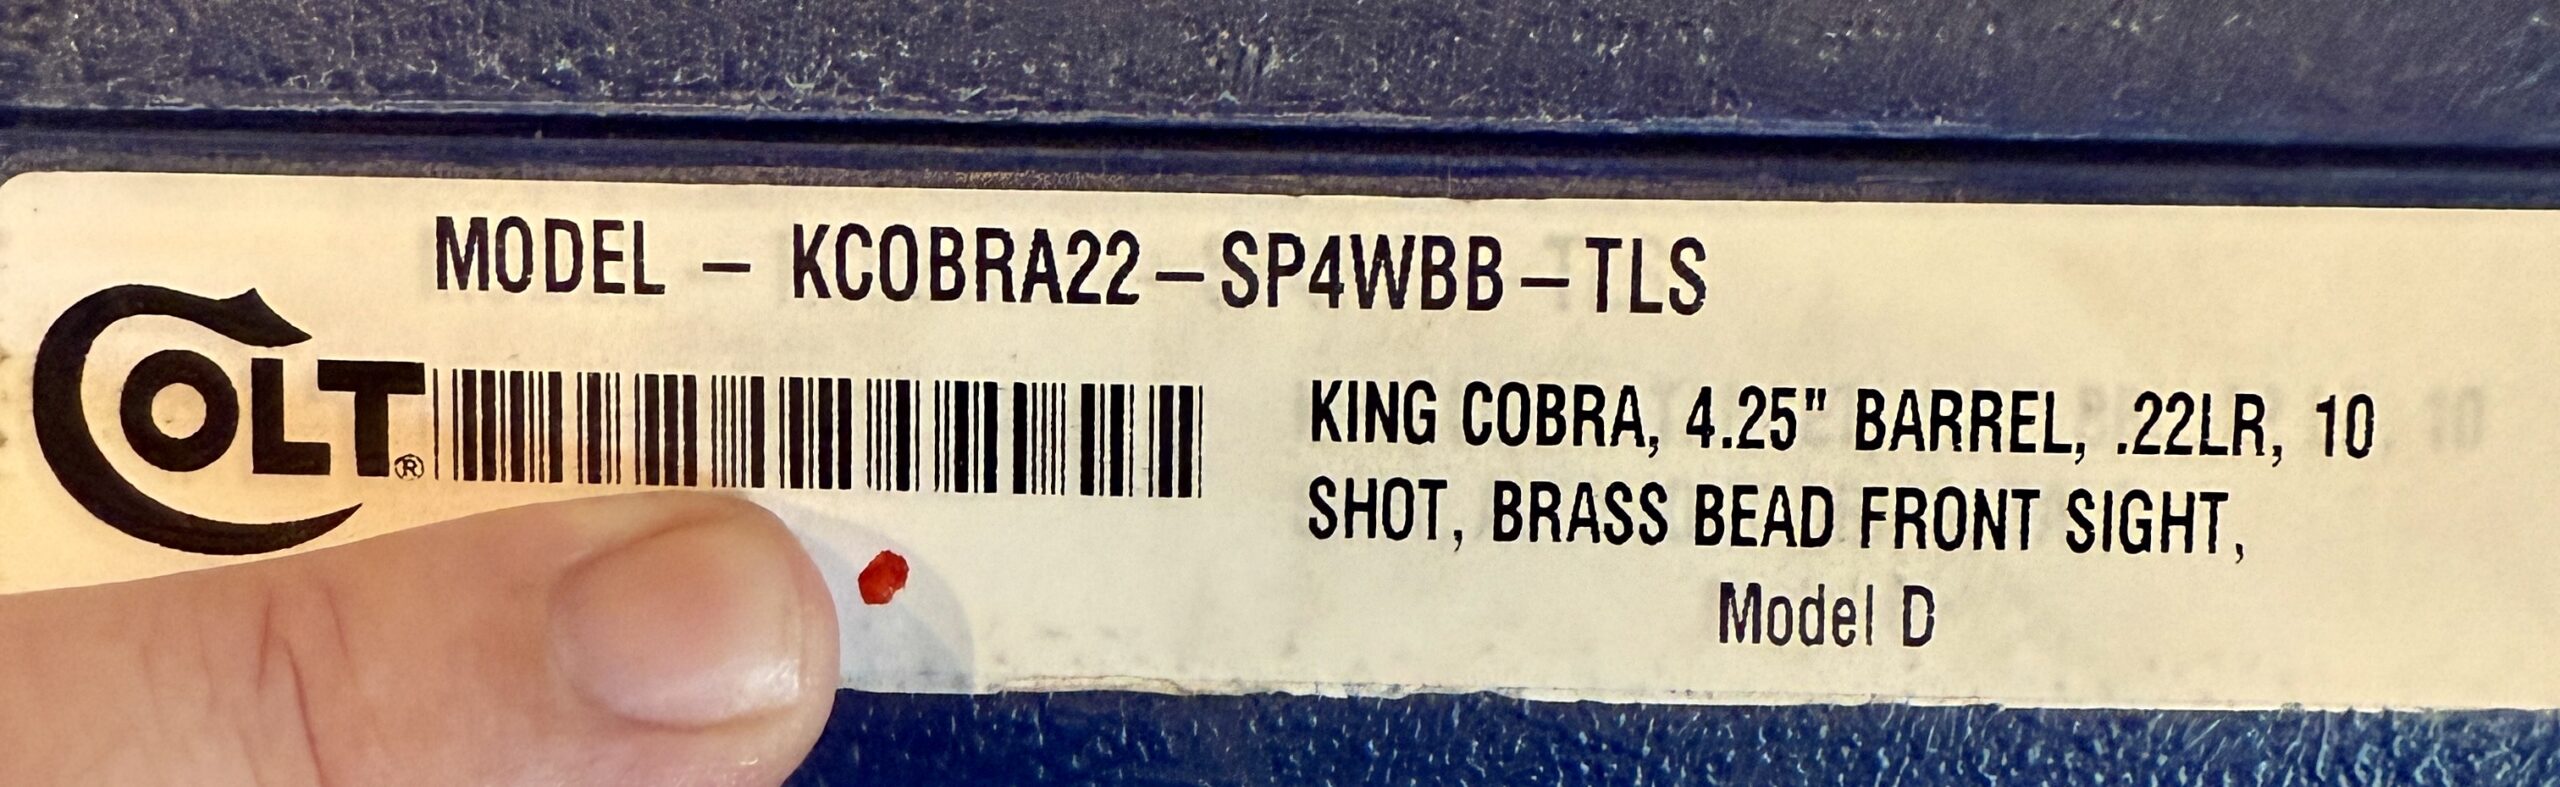 MODEL – KCOBRA22–SP4WBB–TLS
COLT®
KING COBRA, 4.25" BARREL, .22LR, 10
SHOT, BRASS BEAD FRONT SIGHT,
Model D